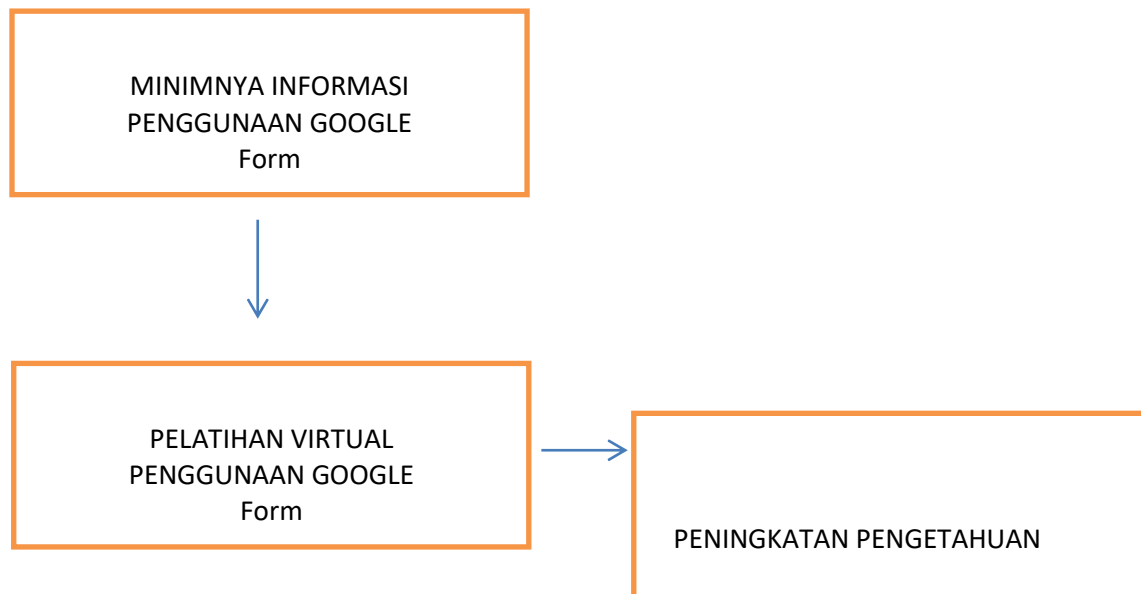 MINIMNYA INFORMASI
PENGGUNAAN GOOGLE
Form
PELATIHAN VIRTUAL
PENGGUNAAN GOOGLE
Form
PENINGKATAN PENGETAHUAN